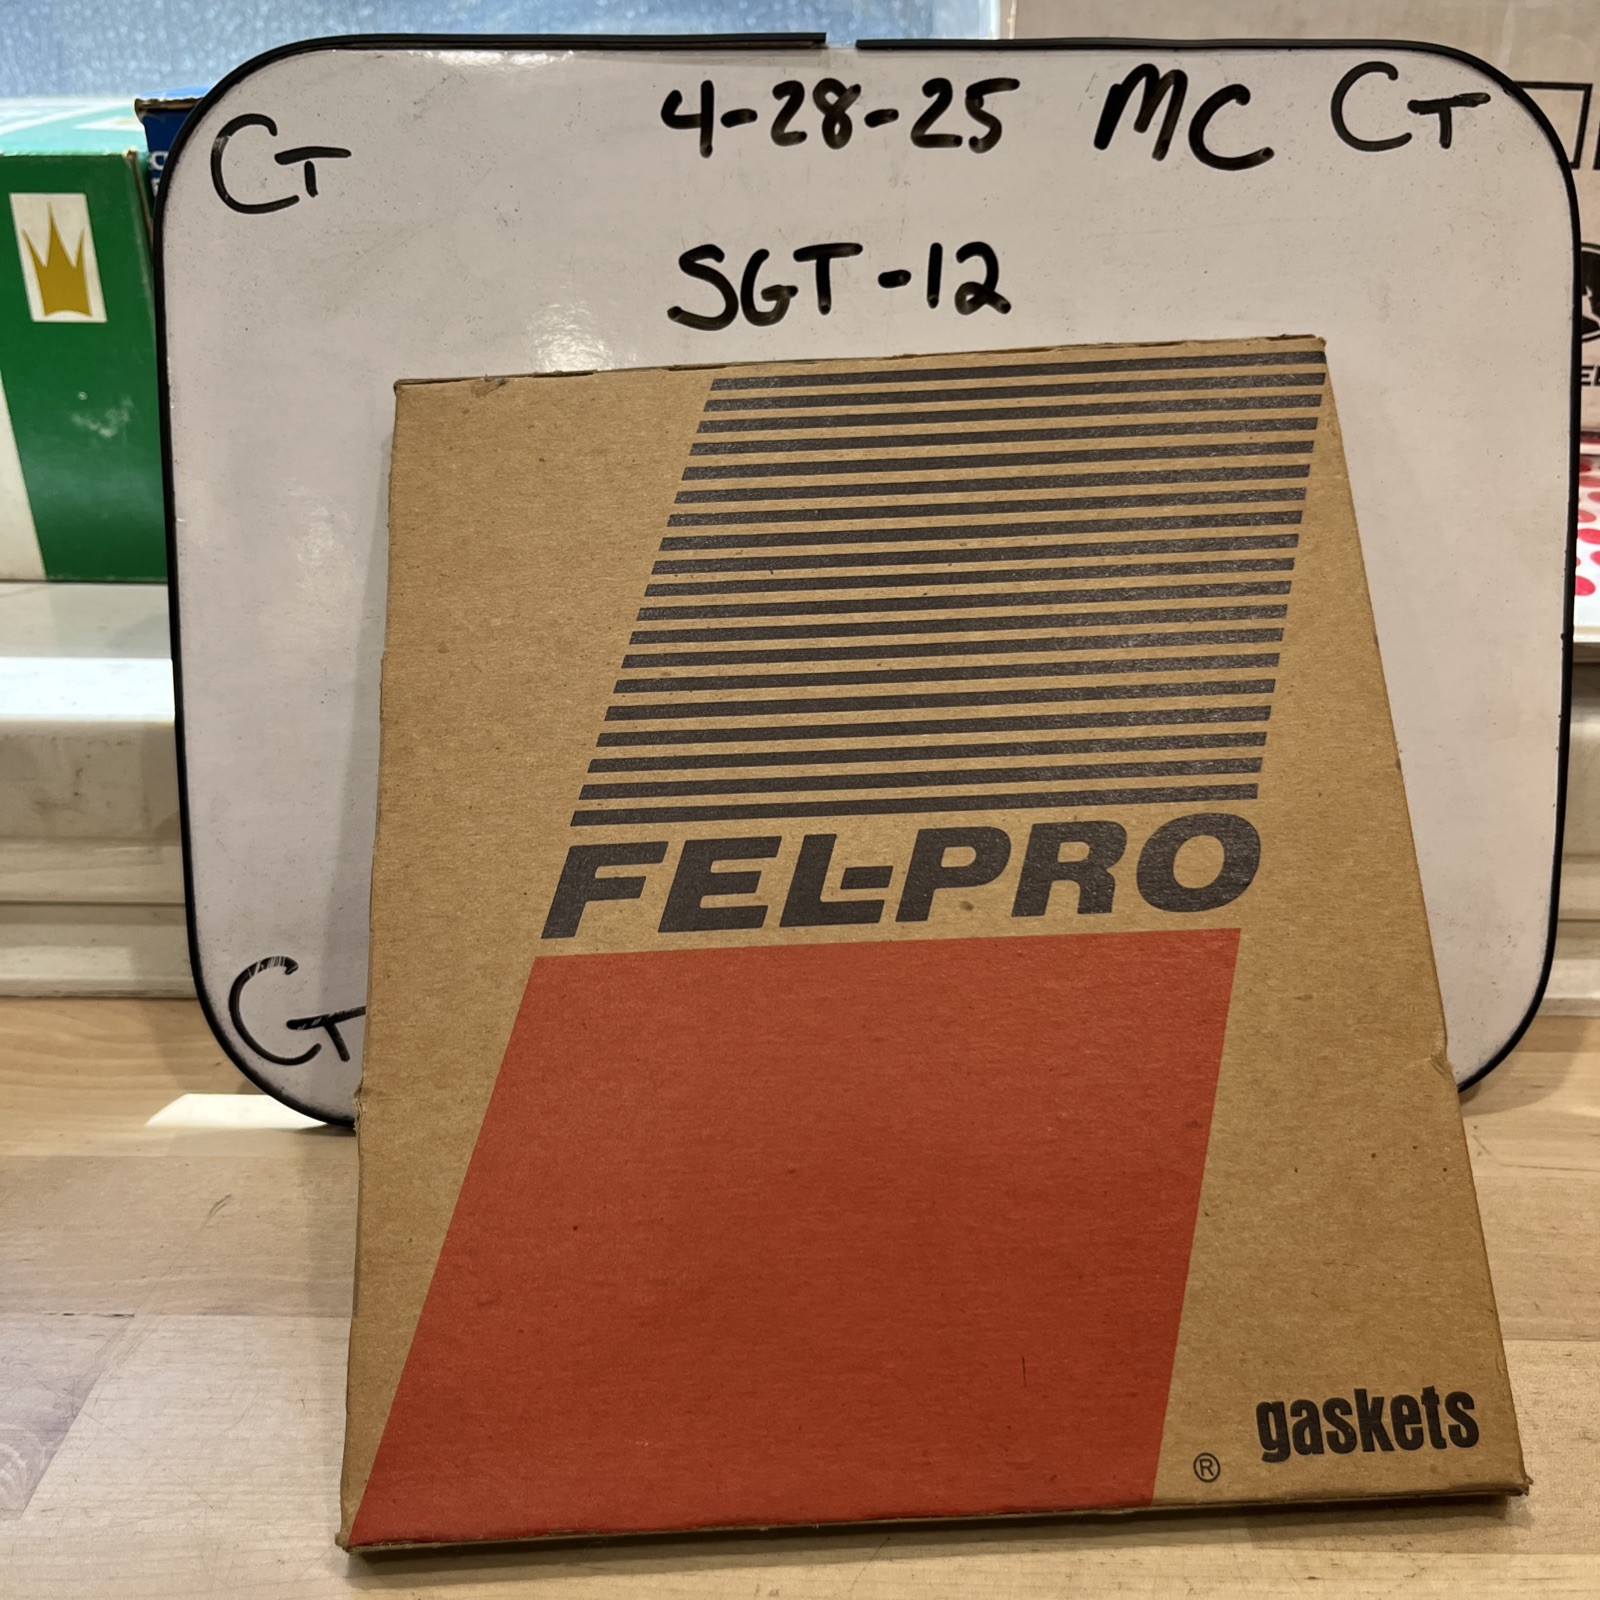 CT 4-28-25 MC CT
SGT-12
FEL-PRO
CT
gaskets
®